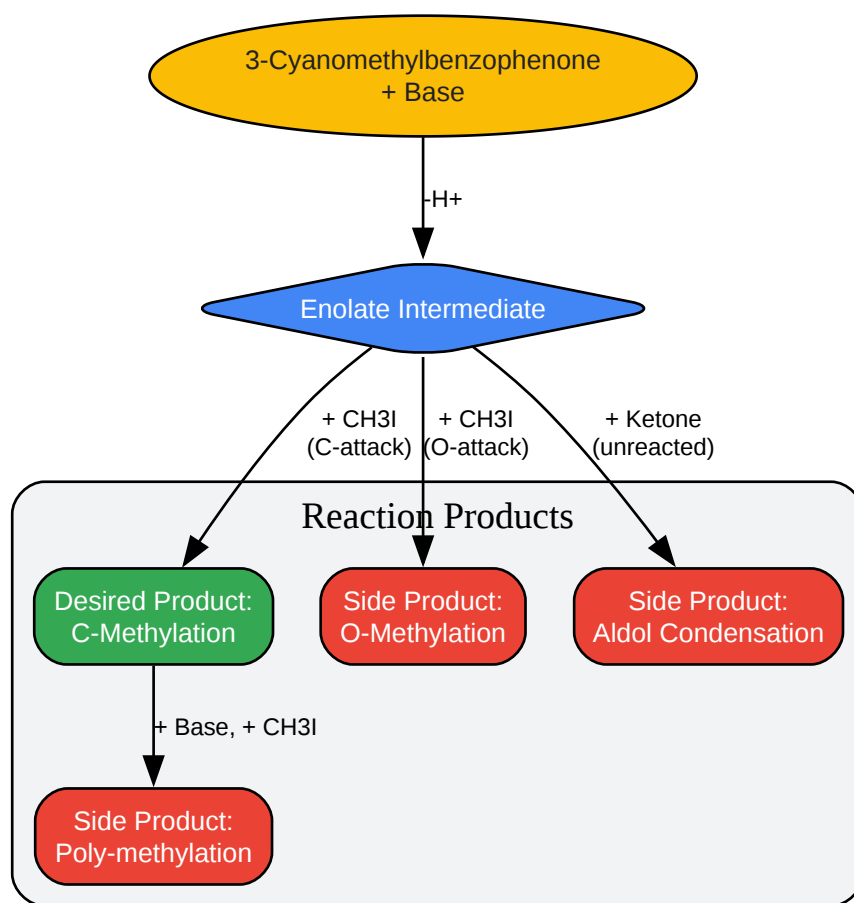 3-Cyanomethylbenzophenone
+ Base
-H+
Enolate Intermediate
+ CH3I
(C-attack)
+ CH3I
(O-attack)
+ Ketone
(unreacted)
Reaction Products
Desired Product:
C-Methylation
Side Product:
O-Methylation
Side Product:
Aldol Condensation
+ Base, + CH3I
Side Product:
Poly-methylation